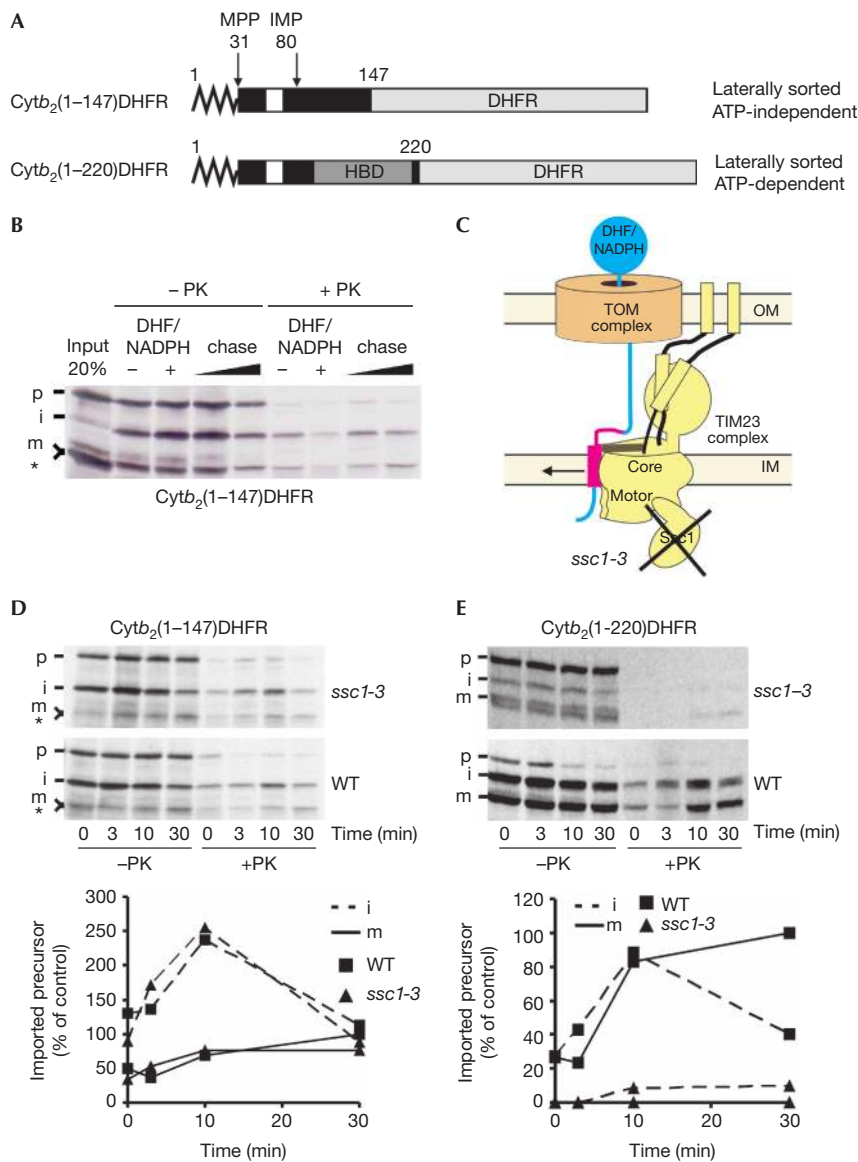 A
MPP IMP
31 80
1 147
Cytb2(1–147)DHFR DHFR Laterally sorted
ATP-independent
1 220
Cytb2(1–220)DHFR HBD DHFR Laterally sorted
ATP-dependent
B
– PK + PK
DHF/ DHF/
Input NADPH chase NADPH chase
20% – + – +
p
i
m
*
Cytb2(1–147)DHFR
C
DHF/
NADPH
TOM
complex
OM
TIM23
complex
Core
IM
Motor
Ssc1
ssc1-3
D
Cytb2(1–147)DHFR
p
i
m
*
ssc1-3
p
i
m
*
WT
0 3 10 30 0 3 10 30 Time (min)
–PK +PK
Imported precursor
(% of control)
300
250
200
150
100
50
0
i
m
WT
ssc1-3
0 10 20 30
Time (min)
E
Cytb2(1-220)DHFR
p
i
m
ssc1–3
p
i
m
WT
0 3 10 30 0 3 10 30 Time (min)
–PK +PK
Imported precursor
(% of control)
120
100
80
60
40
20
0
i WT
m ssc1-3
0 10 20 30
Time (min)